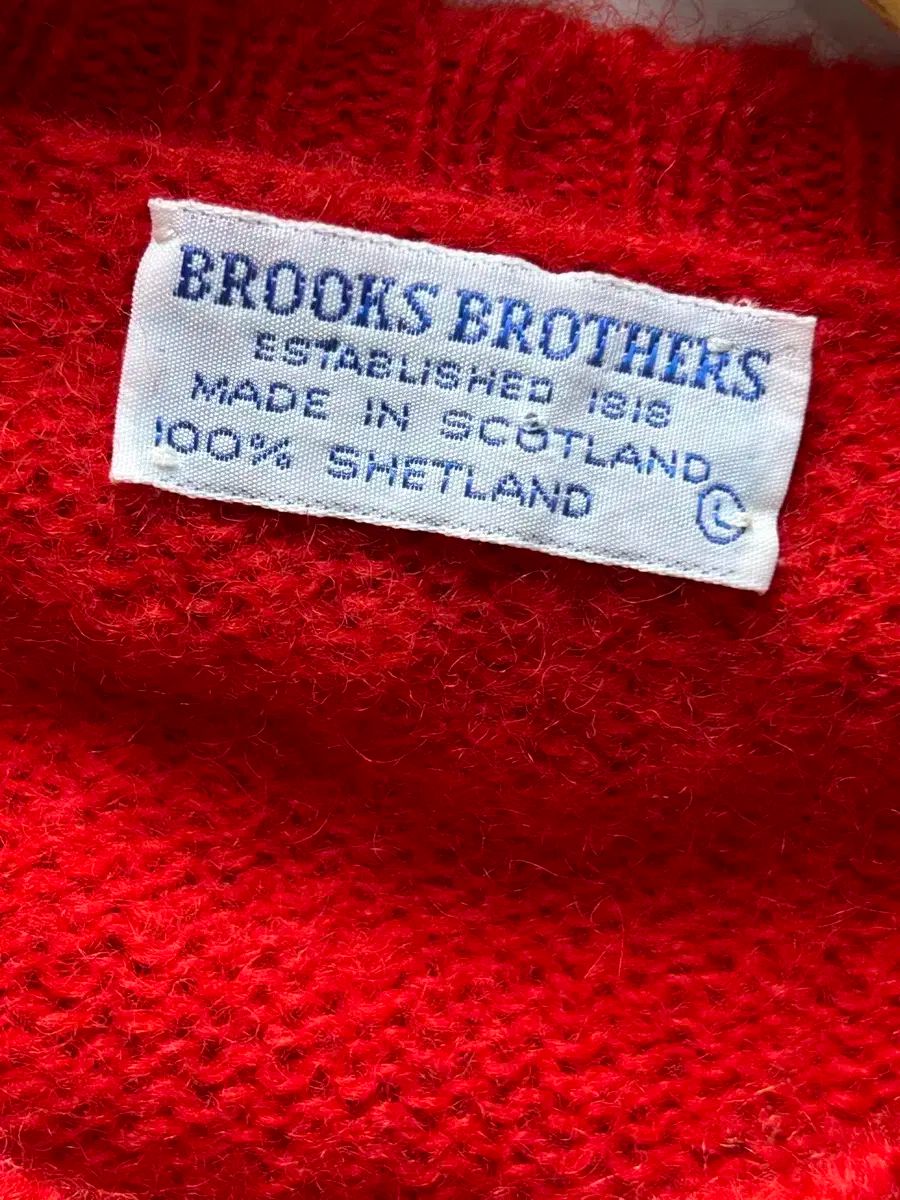 BROOKS BROTHERS
ESTABLISHED 1818
MADE IN SCOTLAND
100% SHETLAND
L